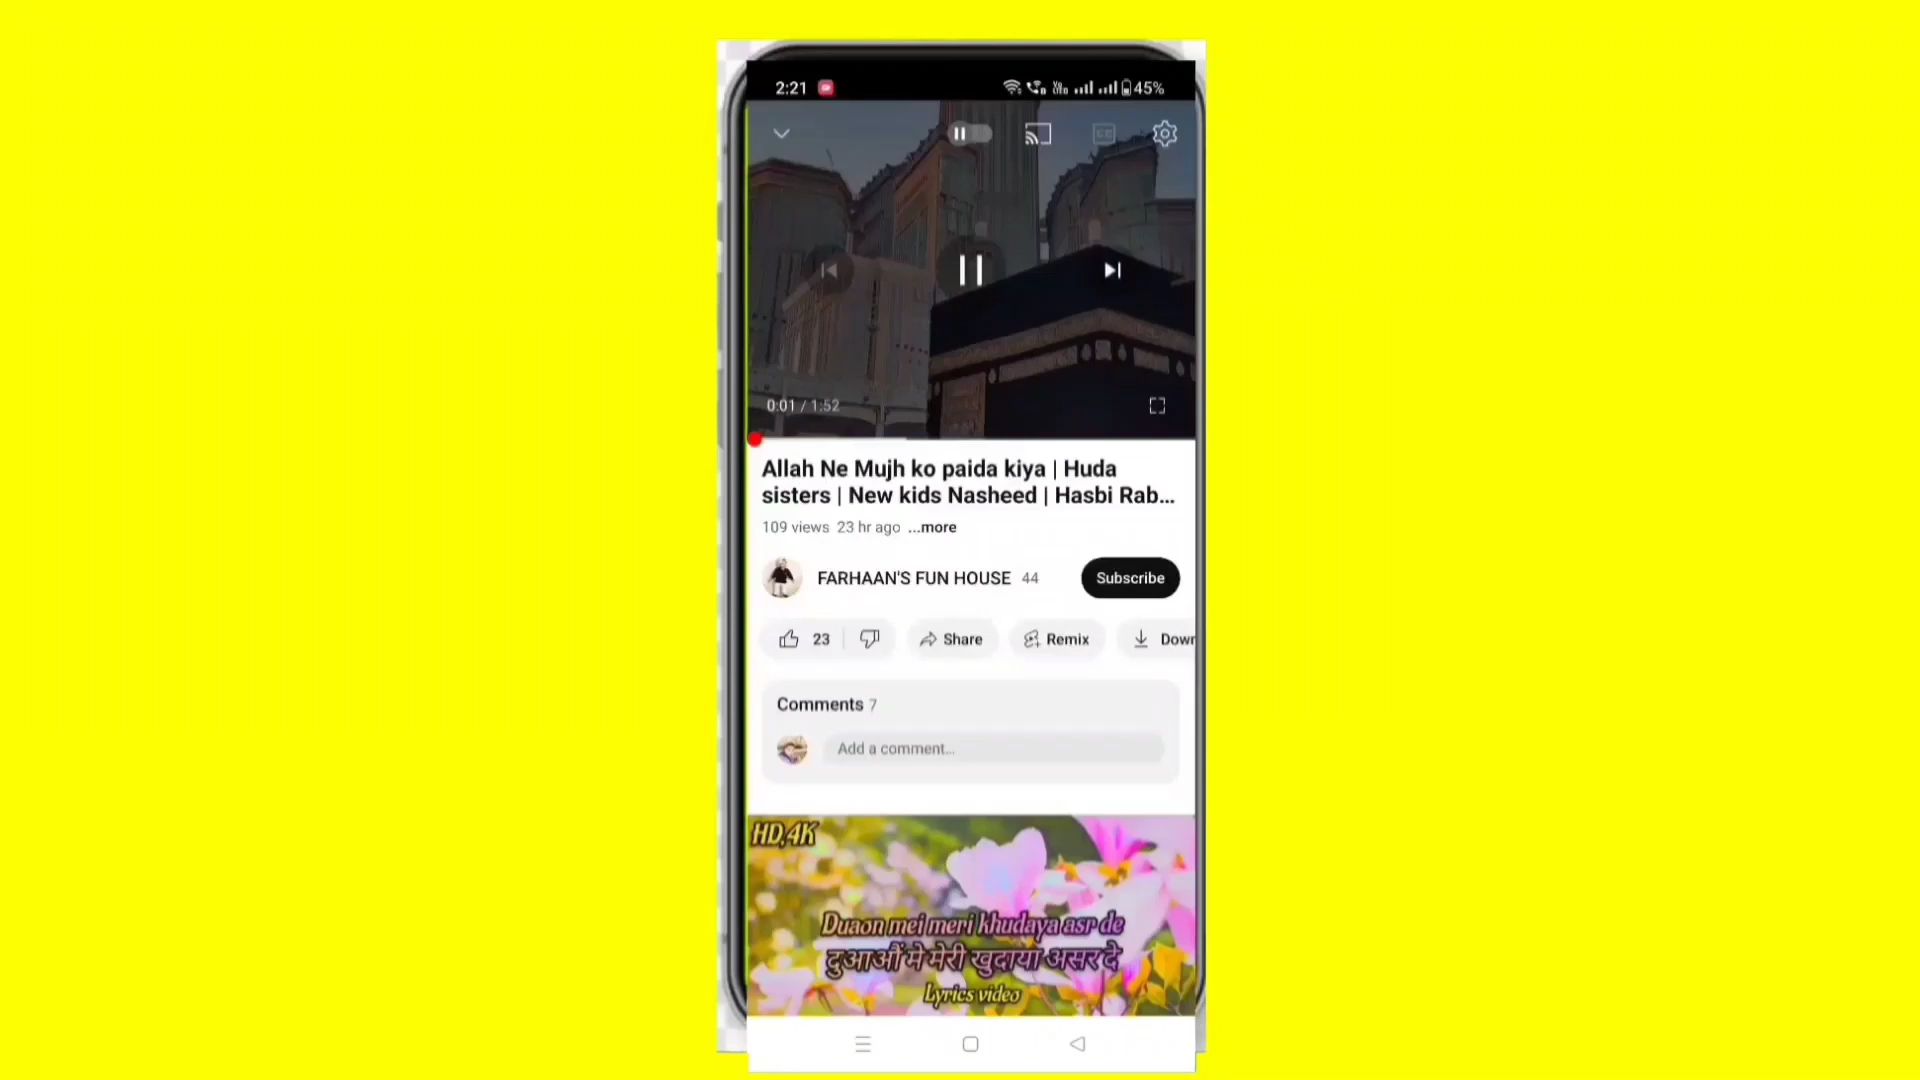 2:21 45%
0:01 / 1:52
Allah Ne Mujh ko paida kiya | Huda
sisters | New kids Nasheed | Hasbi Rab...
109 views 23 hr ago ...more
FARHAAN'S FUN HOUSE 44 Subscribe
23 Share Remix Down
Comments 7
Add a comment...
HD,4K
Duaon mei meri khudaya asr de
दुआओं मे मेरी खुदाया असर दे
Lyrics video